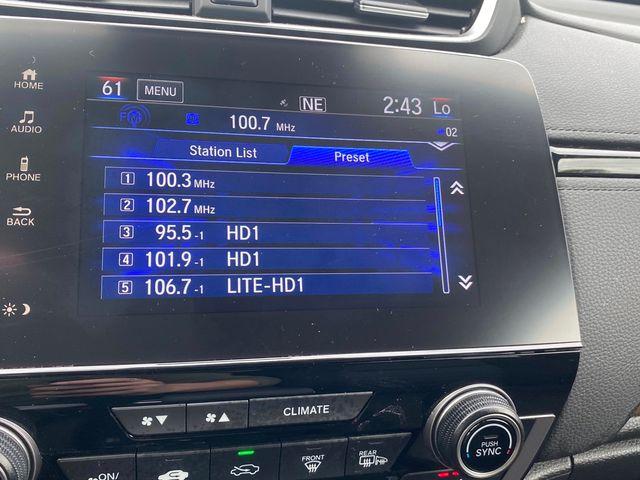 61 MENU NE 2:43 Lo
HOME
FM 100.7 MHz 02
AUDIO
Station List Preset
PHONE
1 100.3 MHz
2 102.7 MHz
BACK
3 95.5-1 HD1
4 101.9-1 HD1
5 106.7-1 LITE-HD1
CLIMATE
ON/
FRONT
REAR
PUSH
SYNC